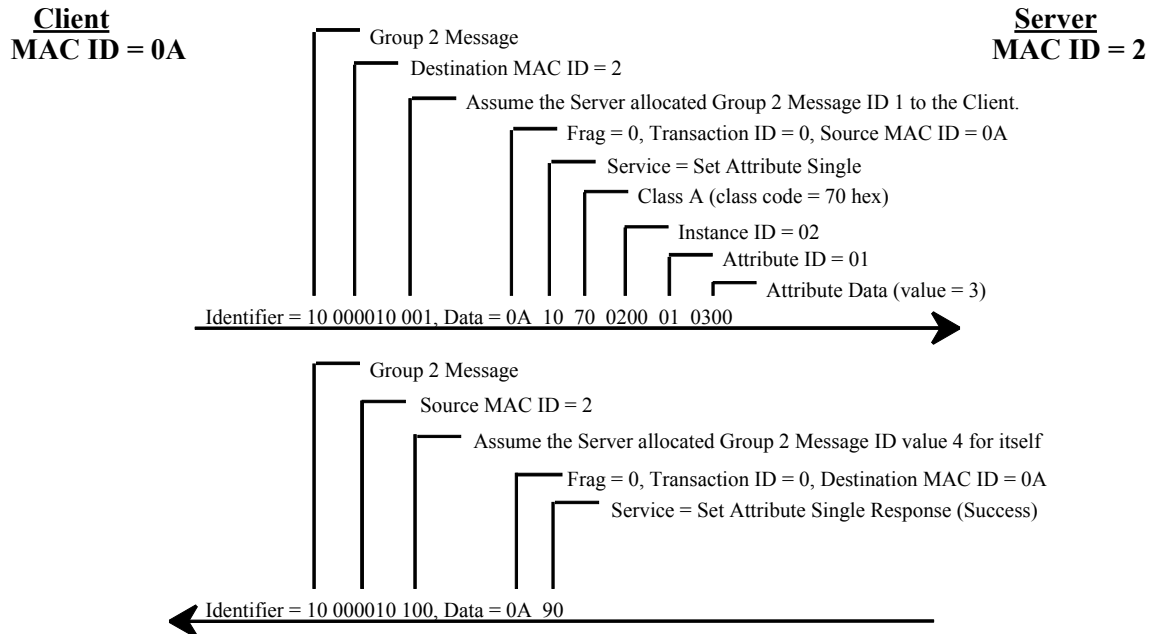 Client
MAC ID = 0A
Server
MAC ID = 2
Group 2 Message
Destination MAC ID = 2
Assume the Server allocated Group 2 Message ID 1 to the Client.
Frag = 0, Transaction ID = 0, Source MAC ID = 0A
Service = Set Attribute Single
Class A (class code = 70 hex)
Instance ID = 02
Attribute ID = 01
Attribute Data (value = 3)
Identifier = 10 000010 001, Data = 0A 10 70 0200 01 0300
Group 2 Message
Source MAC ID = 2
Assume the Server allocated Group 2 Message ID value 4 for itself
Frag = 0, Transaction ID = 0, Destination MAC ID = 0A
Service = Set Attribute Single Response (Success)
Identifier = 10 000010 100, Data = 0A 90